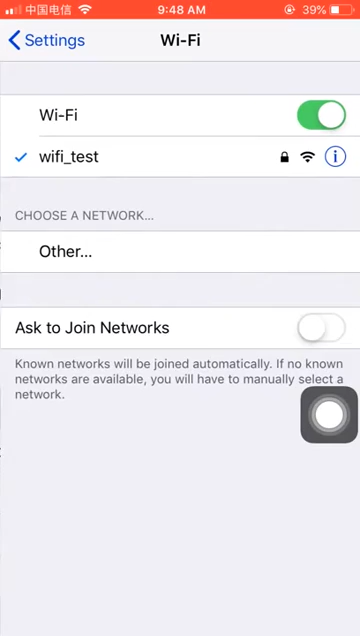 中国电信 9:48 AM 39%
Settings Wi-Fi
Wi-Fi
wifi_test
CHOOSE A NETWORK...
Other...
Ask to Join Networks
Known networks will be joined automatically. If no known
networks are available, you will have to manually select a
network.